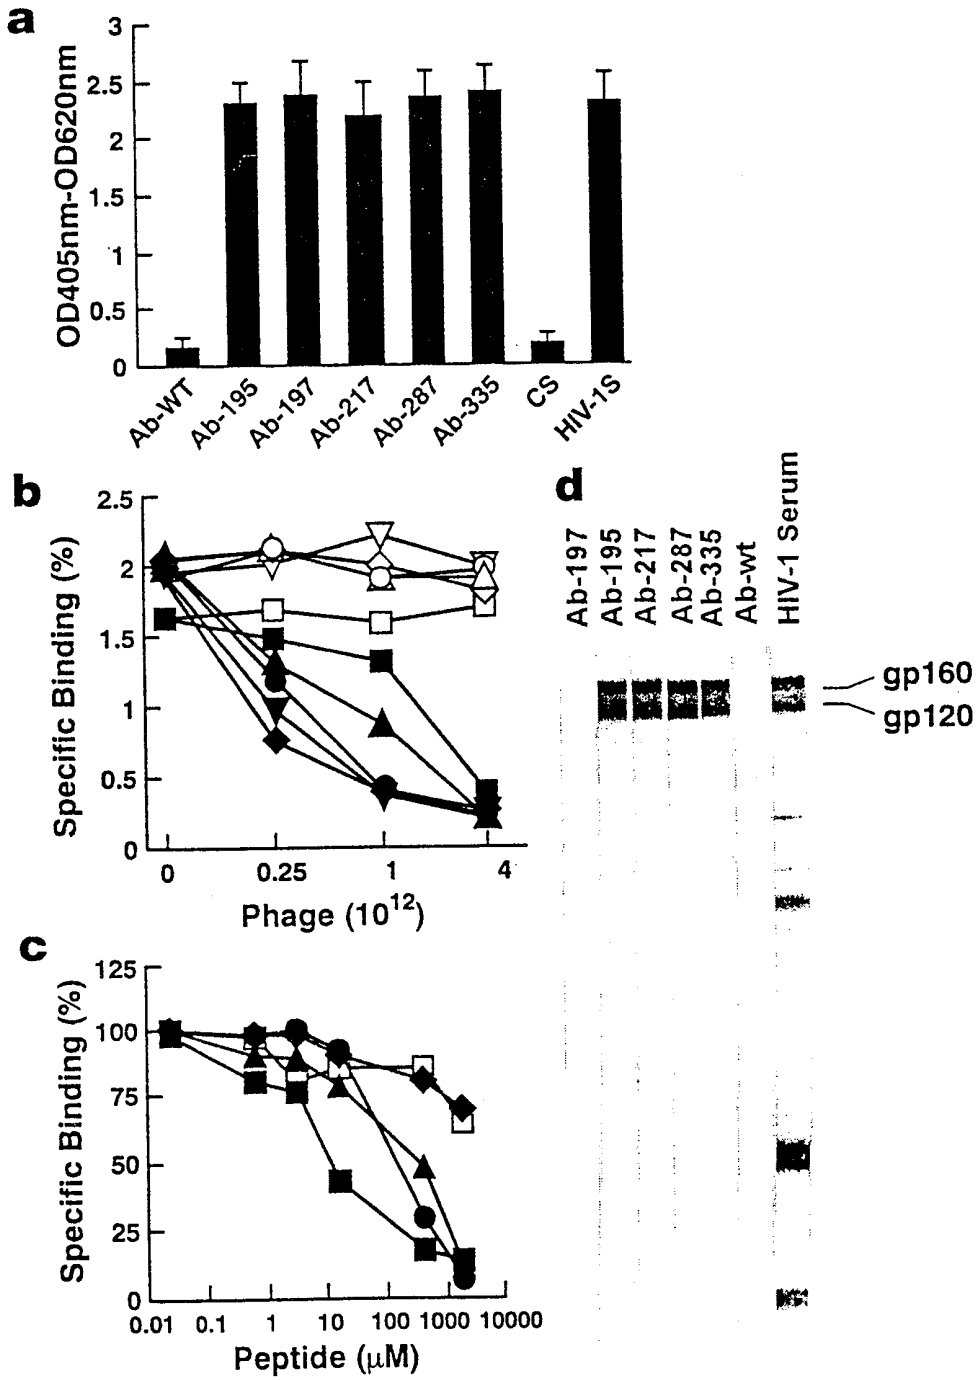 a
OD405nm-OD620nm
3
2.5
2
1.5
1
0.5
0
Ab-WT
Ab-195
Ab-197
Ab-217
Ab-287
Ab-335
CS
HIV-1S
b
Specific Binding (%)
2.5
2
1.5
1
0.5
0
0 0.25 1 4
Phage (10¹²)
c
Specific Binding (%)
125
100
75
50
25
0
0.01 0.1 1 10 100 1000 10000
Peptide (μM)
d
Ab-197
Ab-195
Ab-217
Ab-287
Ab-335
Ab-wt
HIV-1 Serum
gp160
gp120